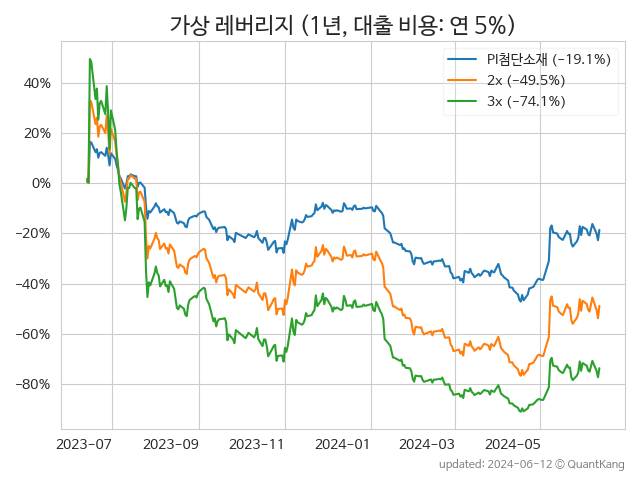 가상 레버리지 (1년, 대출 비용: 연 5%)
PI첨단소재 (-19.1%)
2x (-49.5%)
3x (-74.1%)
40%
20%
0%
−20%
−40%
−60%
−80%
2023-07 2023-09 2023-11 2024-01 2024-03 2024-05
updated: 2024-06-12 © QuantKang